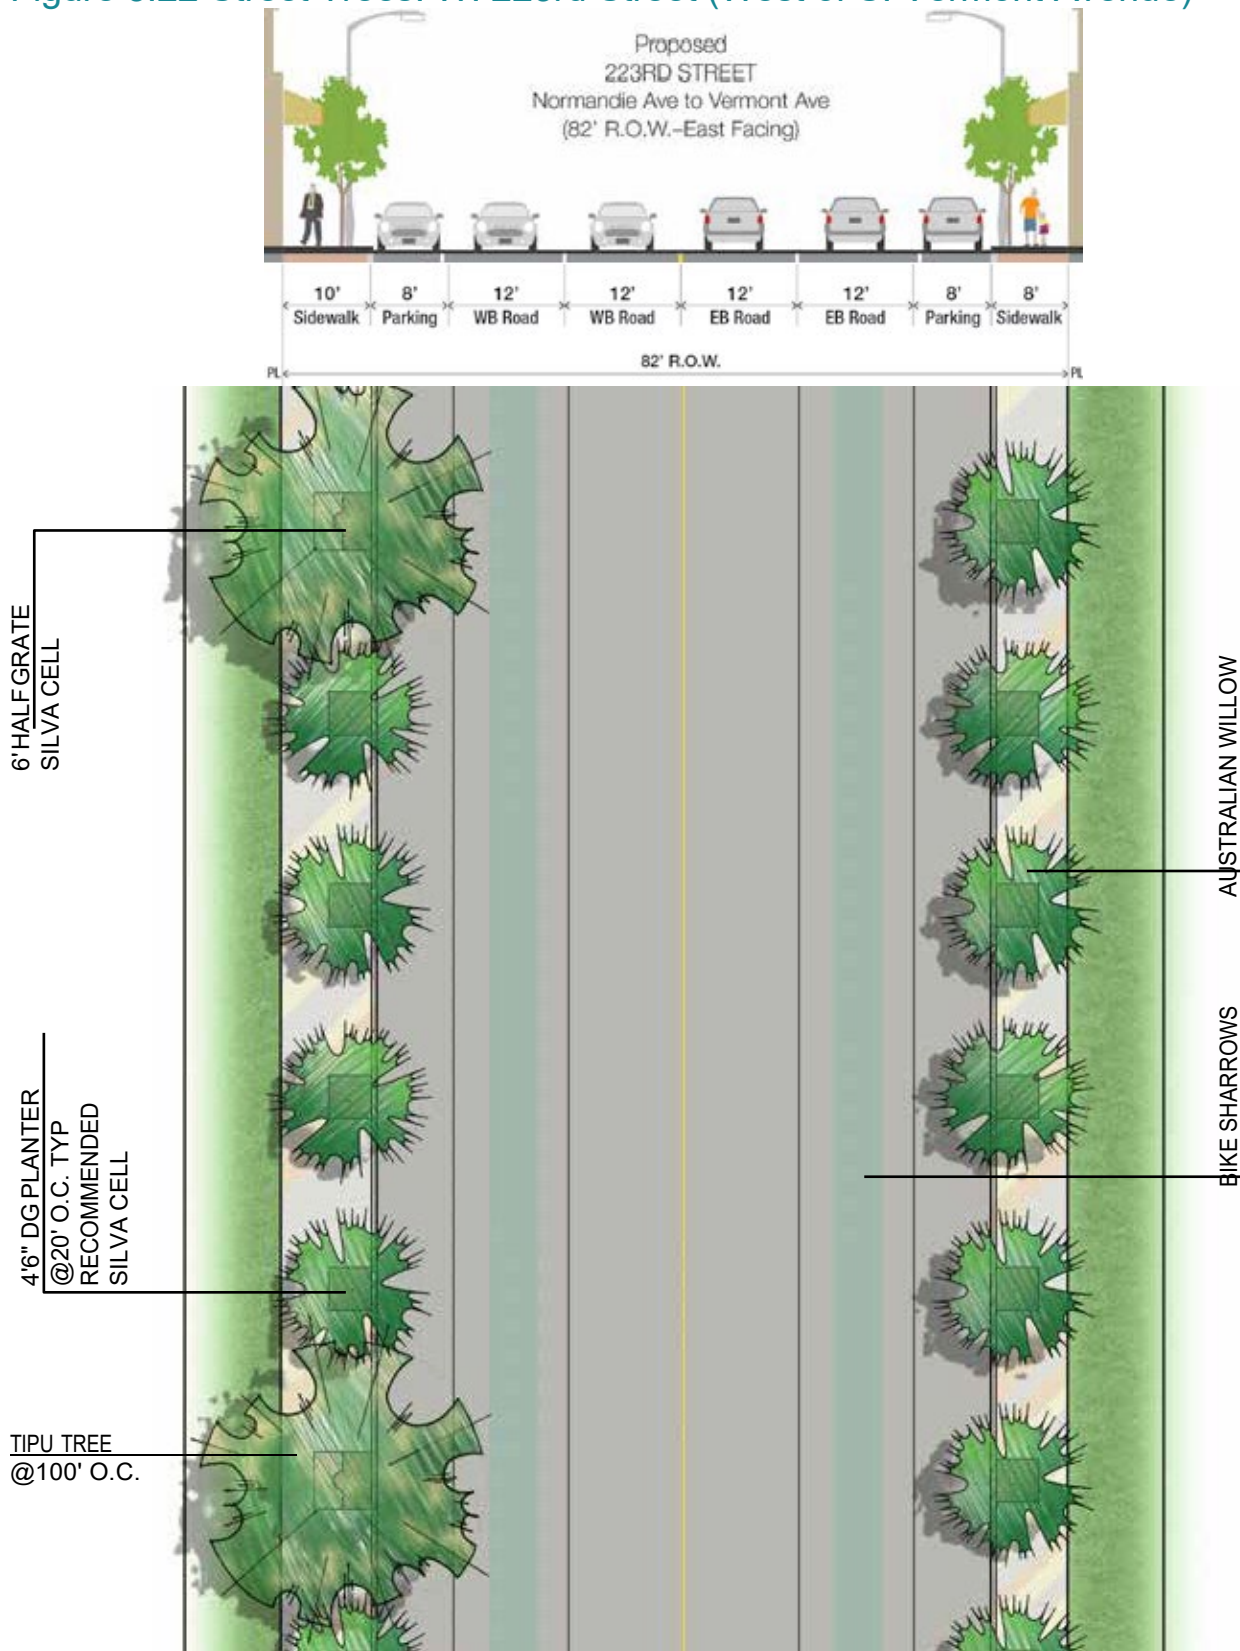 Proposed
223RD STREET
Normandie Ave to Vermont Ave
(82' R.O.W.-East Facing)
10' 8' 12' 12' 12' 12' 8' 8'
Sidewalk Parking WB Road WB Road EB Road EB Road Parking Sidewalk
82' R.O.W.
PL PL
6' HALF GRATE
SILVA CELL
AUSTRALIAN WILLOW
4'6" DG PLANTER
@20' O.C. TYP
RECOMMENDED
SILVA CELL
BIKE SHARROWS
TIPU TREE
@100' O.C.